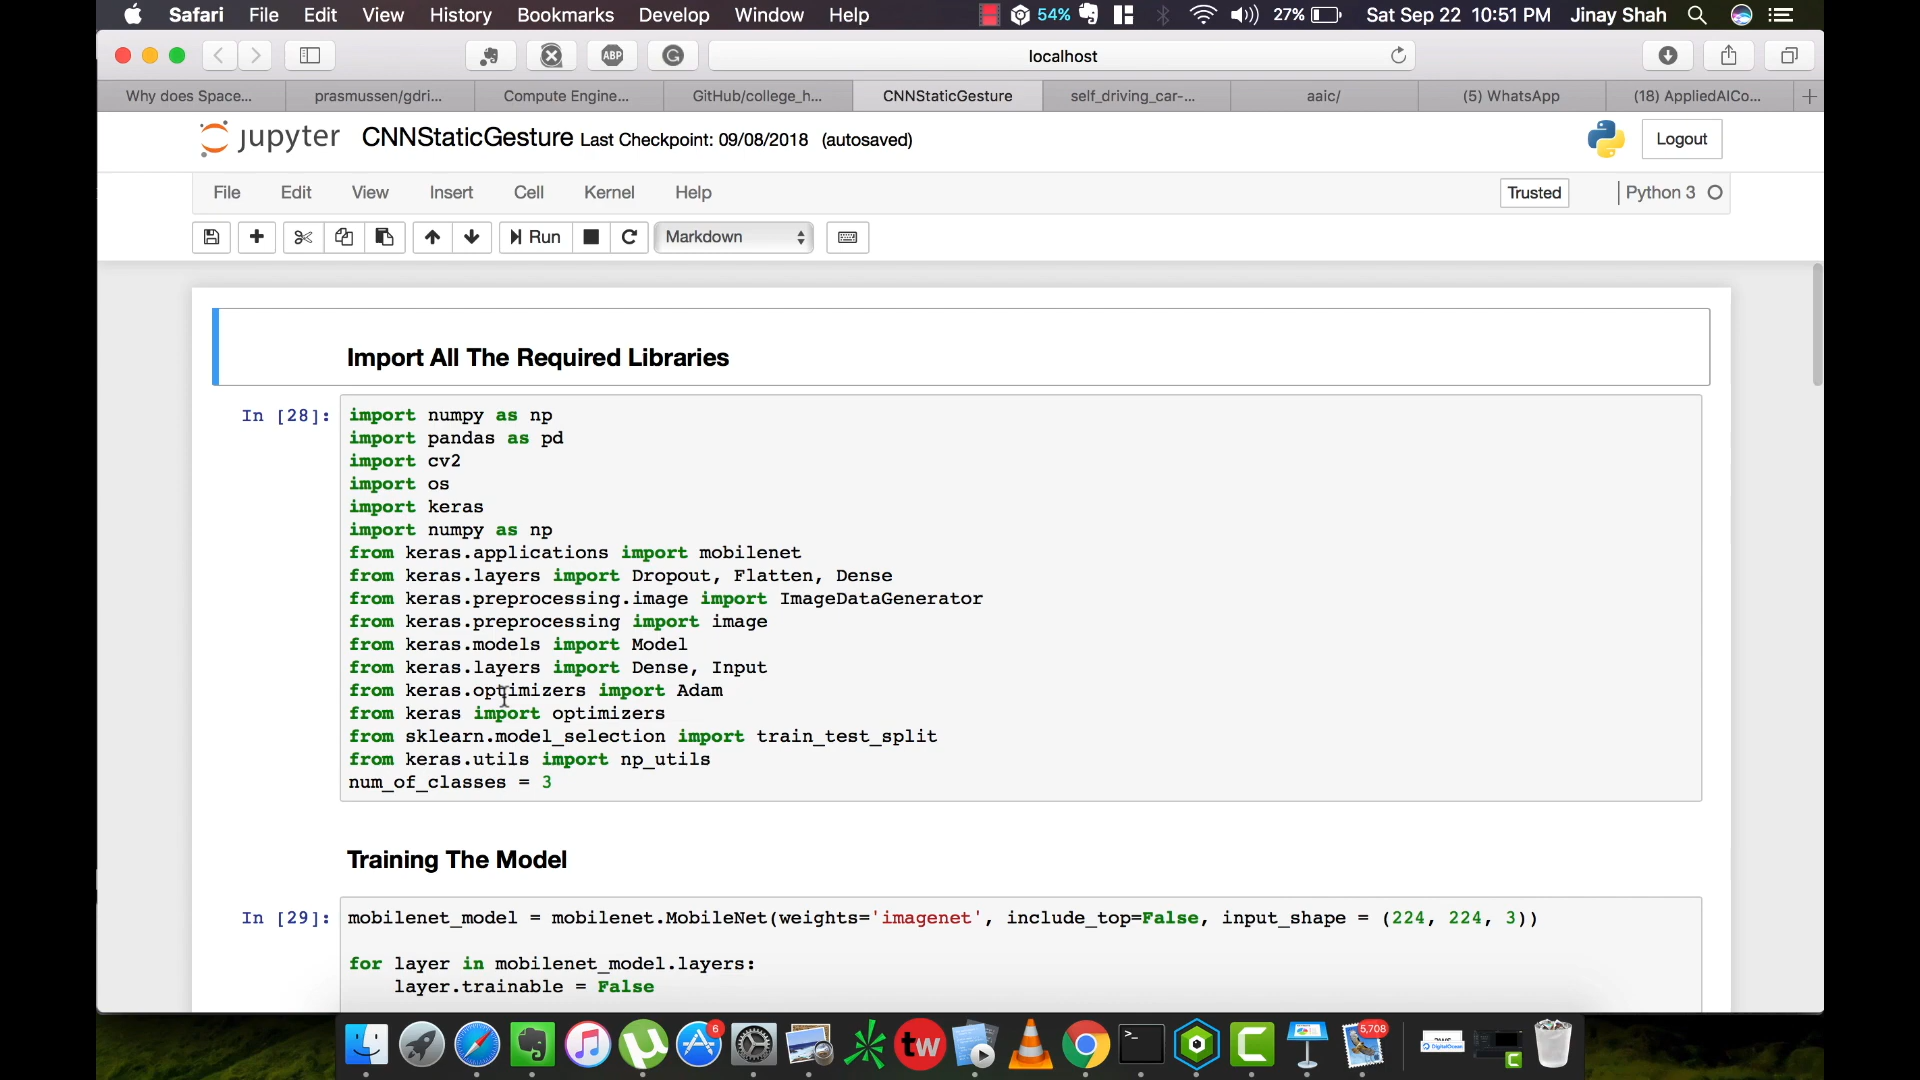 Safari File Edit View History Bookmarks Develop Window Help 54% 27% Sat Sep 22 10:51 PM Jinay Shah
ABP G localhost
Why does Space... prasmussen/gdri... Compute Engine... GitHub/college_h... CNNStaticGesture self_driving_car-... aaic/ (5) WhatsApp (18) AppliedAICo...
jupyter CNNStaticGesture Last Checkpoint: 09/08/2018 (autosaved) Logout
File Edit View Insert Cell Kernel Help Trusted Python 3
Run Markdown
Import All The Required Libraries
In [28]: import numpy as np
import pandas as pd
import cv2
import os
import keras
import numpy as np
from keras.applications import mobilenet
from keras.layers import Dropout, Flatten, Dense
from keras.preprocessing.image import ImageDataGenerator
from keras.preprocessing import image
from keras.models import Model
from keras.layers import Dense, Input
from keras.optimizers import Adam
from keras import optimizers
from sklearn.model_selection import train_test_split
from keras.utils import np_utils
num_of_classes = 3
Training The Model
In [29]: mobilenet_model = mobilenet.MobileNet(weights='imagenet', include_top=False, input_shape = (224, 224, 3))
for layer in mobilenet_model.layers:
layer.trainable = False
6 tw 5,708
DigitalOcean